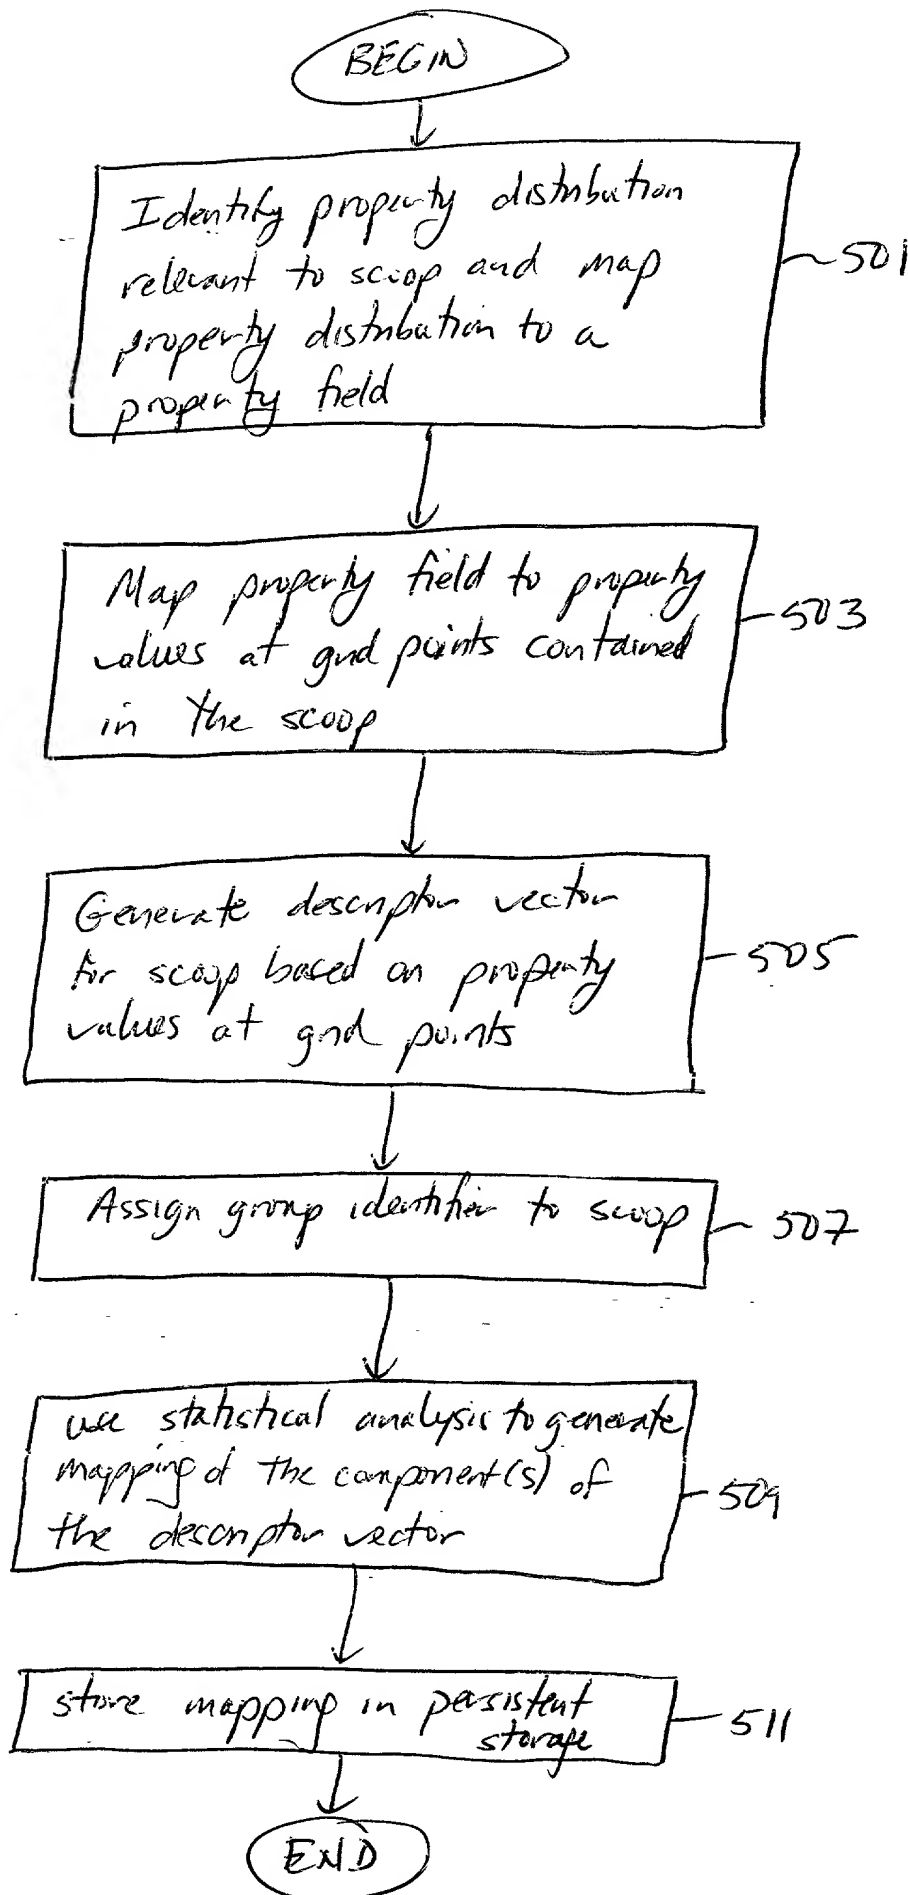 BEGIN
Identify property distribution
relevant to scoop and map
property distribution to a
property field
501
Map property field to property
values at grid points contained
in the scoop
503
Generate descriptor vector
for scoop based on property
values at grid points
505
Assign group identifier to scoop
507
use statistical analysis to generate
mapping of the component(s) of
the descriptor vector
509
store mapping in persistent
storage
511
END